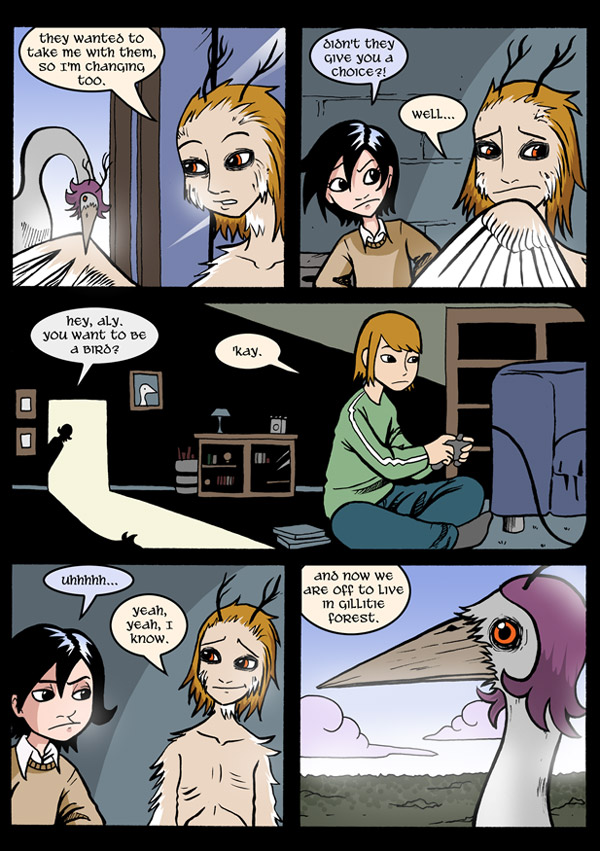 they wanted to
take me with them,
so I'm changing
too.
didn't they
give you a
choice?!
well...
hey, aly.
you want to be
a bird?
'kay.
uhhhhh...
yeah,
yeah, I
know.
and now we
are off to live
in gillitie
forest.